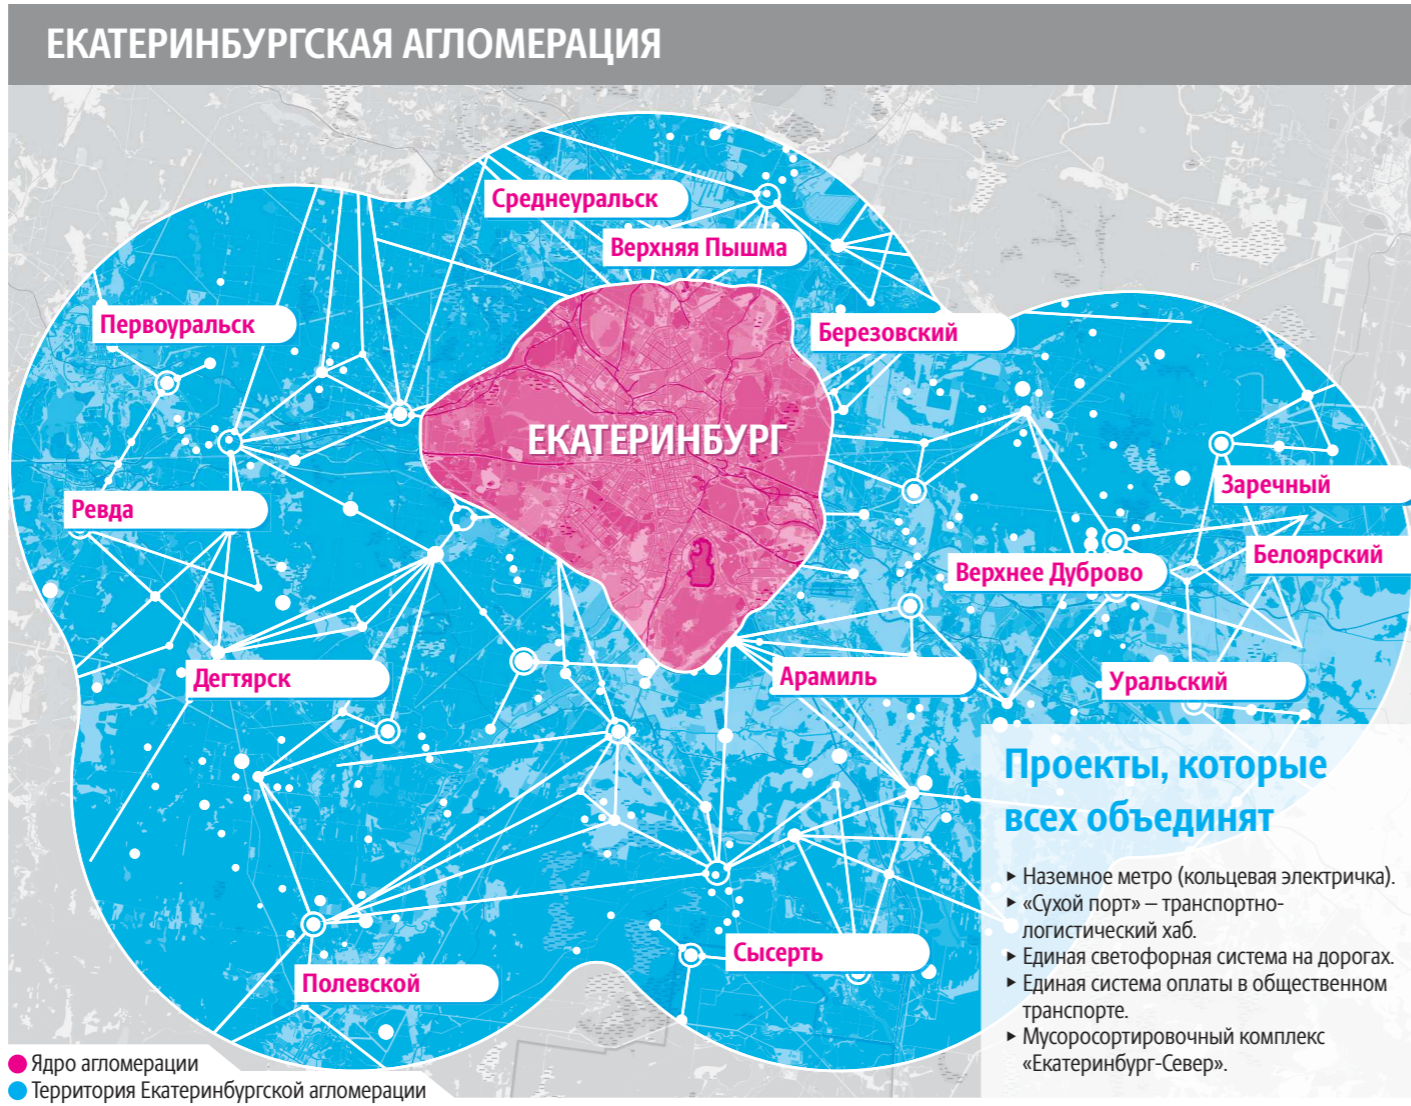 ЕКАТЕРИНБУРГСКАЯ АГЛОМЕРАЦИЯ
Среднеуральск
Верхняя Пышма
Первоуральск
Березовский
ЕКАТЕРИНБУРГ
Заречный
Ревда
Белоярский
Верхнее Дуброво
Дегтярск
Арамиль
Уральский
Проекты, которые
всех объединят
▸ Наземное метро (кольцевая электричка).
▸ «Сухой порт» – транспортно-
логистический хаб.
▸ Единая светофорная система на дорогах.
▸ Единая система оплаты в общественном
транспорте.
▸ Мусоросортировочный комплекс
«Екатеринбург-Север».
Сысерть
Полевской
Ядро агломерации
Территория Екатеринбургской агломерации